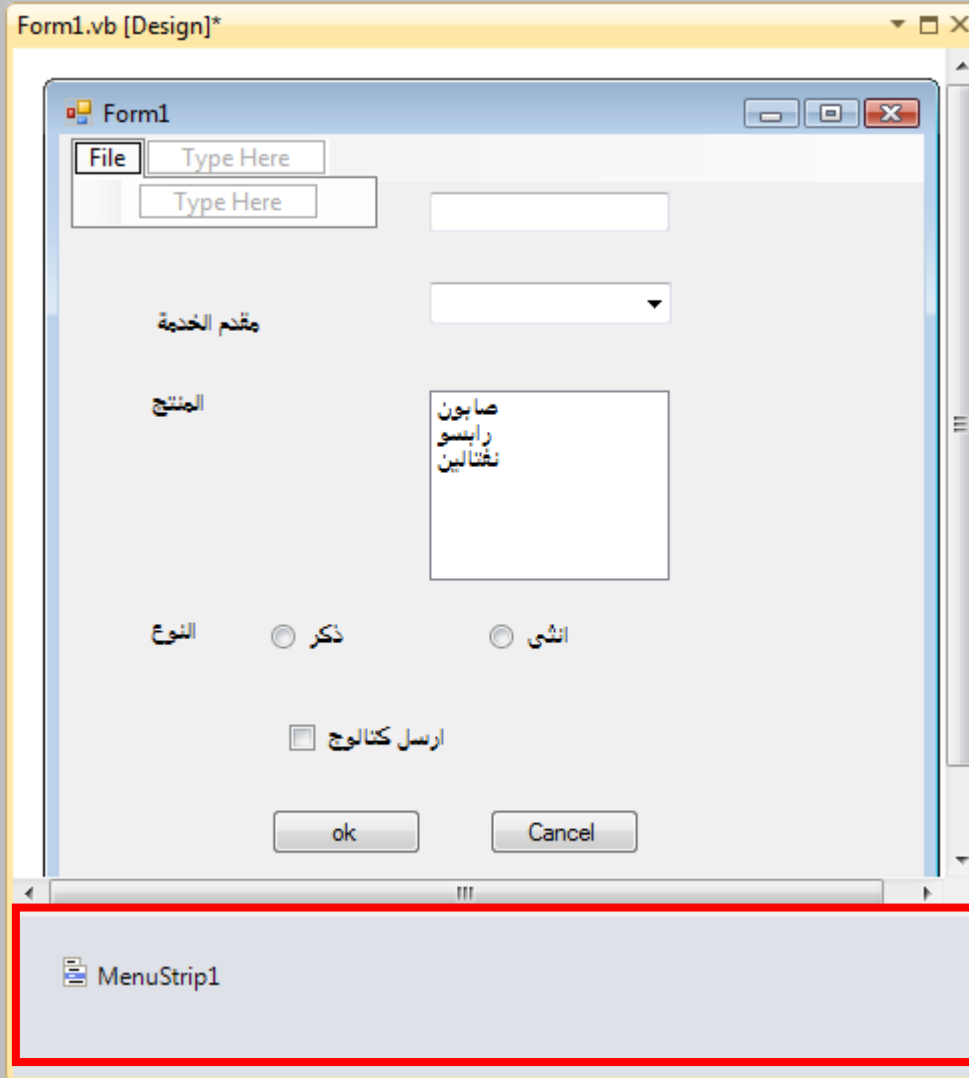 Form1.vb [Design]*
Form1
File Type Here
Type Here
مقدم الخدمة
المنتج
صابون
رابسو
نفتالين
النوع ذكر انثى
ارسل كتالوج
ok Cancel
MenuStrip1